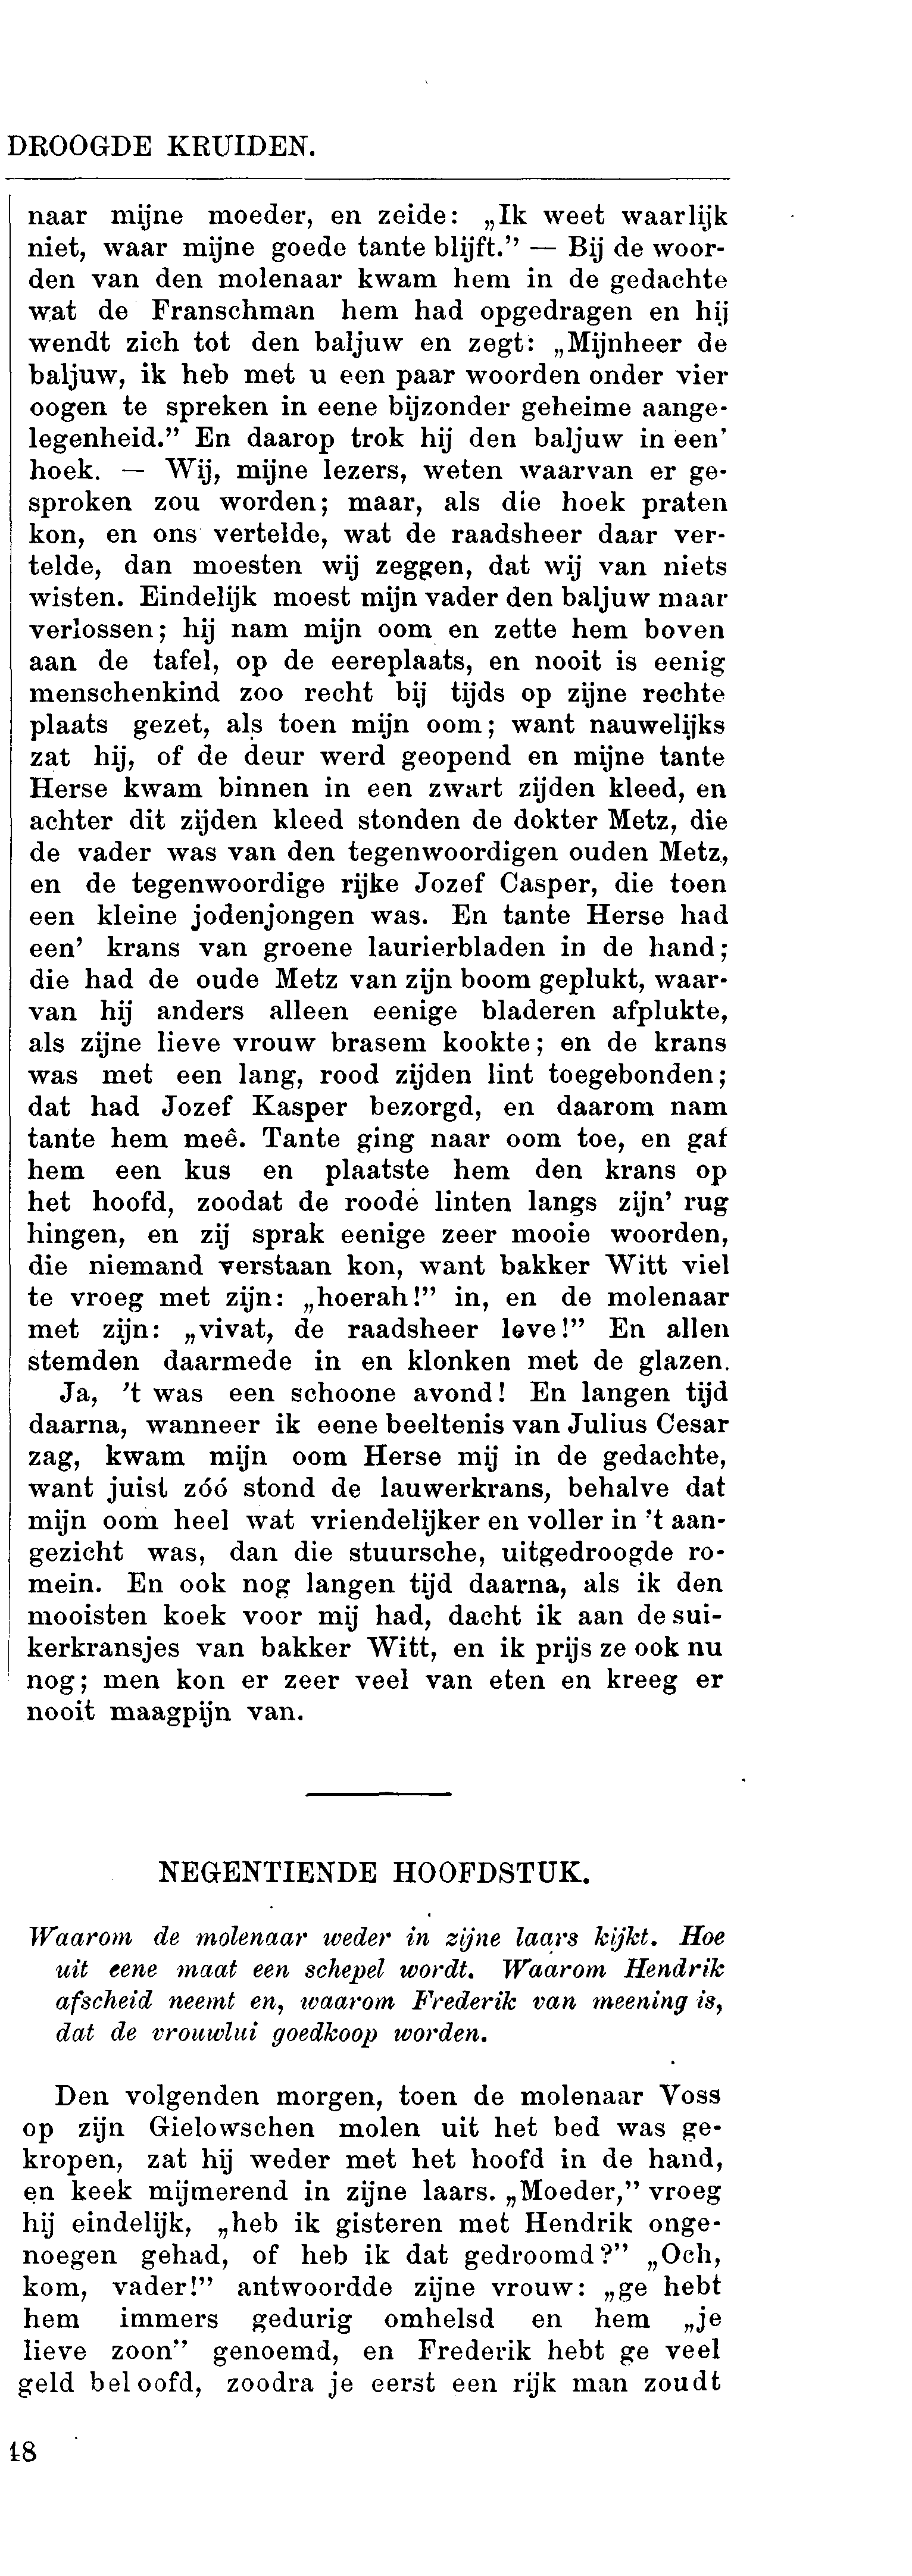 DROOGDE KRUIDEN.
naar mijne moeder, en zeide: „Ik weet waarlijk
niet, waar mijne goede tante blijft.” — Bij de woor-
den van den molenaar kwam hem in de gedachte
wat de Franschman hem had opgedragen en hij
wendt zich tot den baljuw en zegt: „Mijnheer de
baljuw, ik heb met u een paar woorden onder vier
oogen te spreken in eene bijzonder geheime aange-
legenheid.” En daarop trok hij den baljuw in een’
hoek. — Wij, mijne lezers, weten waarvan er ge-
sproken zou worden; maar, als die hoek praten
kon, en ons vertelde, wat de raadsheer daar ver-
telde, dan moesten wij zeggen, dat wij van niets
wisten. Eindelijk moest mijn vader den baljuw maar
verlossen; hij nam mijn oom en zette hem boven
aan de tafel, op de eereplaats, en nooit is eenig
menschenkind zoo recht bij tijds op zijne rechte
plaats gezet, als toen mijn oom; want nauwelijks
zat hij, of de deur werd geopend en mijne tante
Herse kwam binnen in een zwart zijden kleed, en
achter dit zijden kleed stonden de dokter Metz, die
de vader was van den tegenwoordigen ouden Metz,
en de tegenwoordige rijke Jozef Casper, die toen
een kleine jodenjongen was. En tante Herse had
een’ krans van groene laurierbladen in de hand;
die had de oude Metz van zijn boom geplukt, waar-
van hij anders alleen eenige bladeren afplukte,
als zijne lieve vrouw brasem kookte; en de krans
was met een lang, rood zijden lint toegebonden;
dat had Jozef Kasper bezorgd, en daarom nam
tante hem meê. Tante ging naar oom toe, en gaf
hem een kus en plaatste hem den krans op
het hoofd, zoodat de roode linten langs zijn’ rug
hingen, en zij sprak eenige zeer mooie woorden,
die niemand verstaan kon, want bakker Witt viel
te vroeg met zijn: „hoerah!” in, en de molenaar
met zijn: „vivat, de raadsheer leve!” En allen
stemden daarmede in en klonken met de glazen.
Ja, ’t was een schoone avond! En langen tijd
daarna, wanneer ik eene beeltenis van Julius Cesar
zag, kwam mijn oom Herse mij in de gedachte,
want juist zóó stond de lauwerkrans, behalve dat
mijn oom heel wat vriendelijker en voller in ’t aan-
gezicht was, dan die stuursche, uitgedroogde ro-
mein. En ook nog langen tijd daarna, als ik den
mooisten koek voor mij had, dacht ik aan de sui-
kerkransjes van bakker Witt, en ik prijs ze ook nu
nog; men kon er zeer veel van eten en kreeg er
nooit maagpijn van.
NEGENTIENDE HOOFDSTUK.
Waarom de molenaar weder in zijne laars kijkt. Hoe
uit eene maat een schepel wordt. Waarom Hendrik
afscheid neemt en, waarom Frederik van meening is,
dat de vrouwlui goedkoop worden.
Den volgenden morgen, toen de molenaar Voss
op zijn Gielowschen molen uit het bed was ge-
kropen, zat hij weder met het hoofd in de hand,
en keek mijmerend in zijne laars. „Moeder,” vroeg
hij eindelijk, „heb ik gisteren met Hendrik onge-
noegen gehad, of heb ik dat gedroomd?” „Och,
kom, vader!” antwoordde zijne vrouw: „ge hebt
hem immers gedurig omhelsd en hem „je
lieve zoon” genoemd, en Frederik hebt ge veel
geld beloofd, zoodra je eerst een rijk man zoudt
18